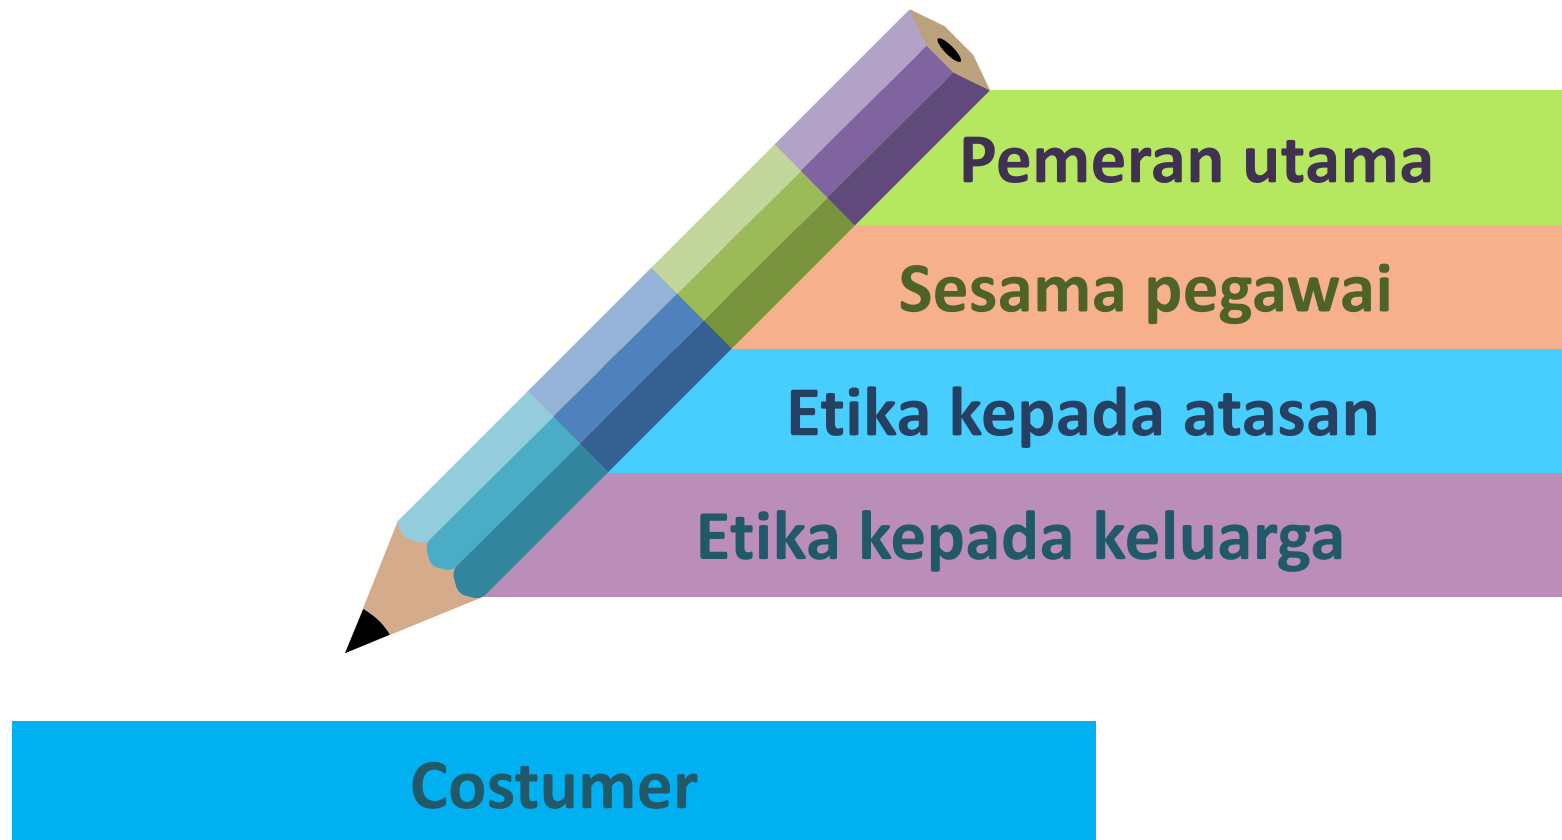 Pemeran utama
Sesama pegawai
Etika kepada atasan
Etika kepada keluarga
Costumer